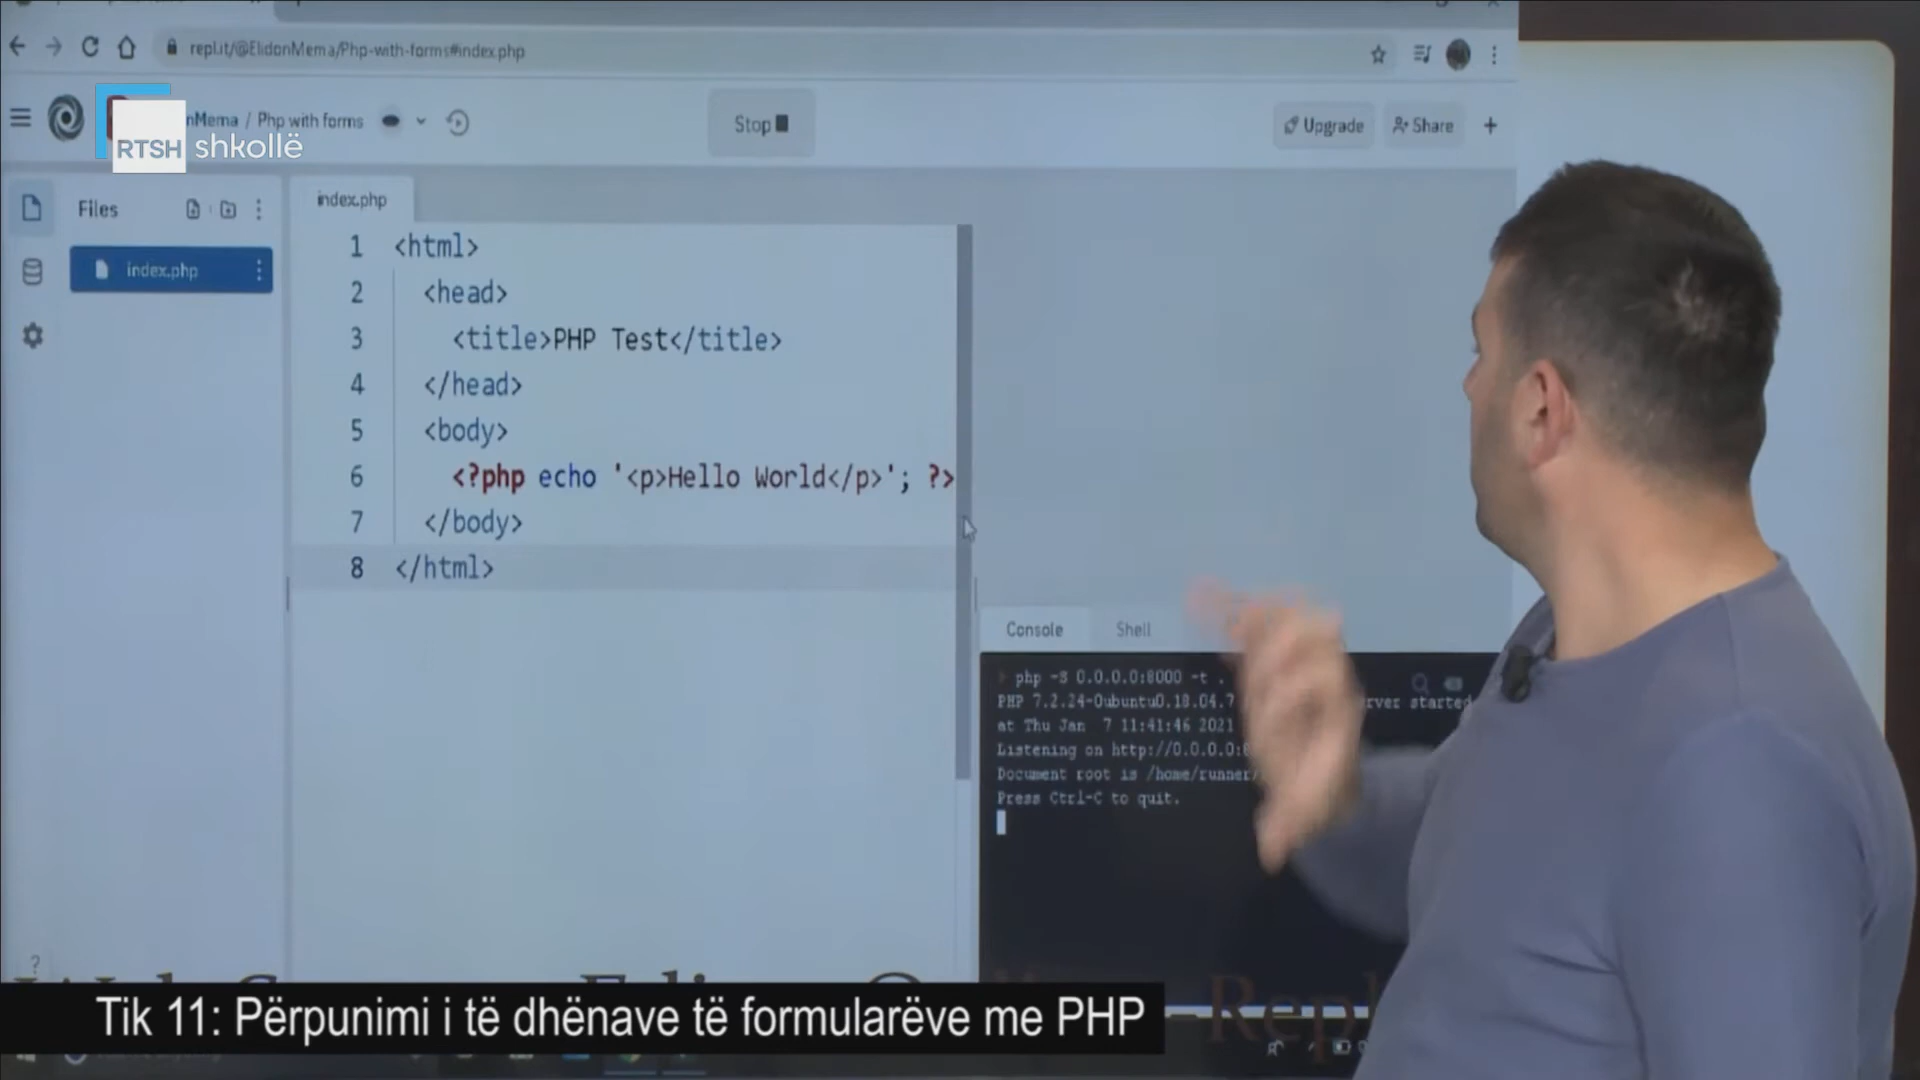 repl.it/@ElidonMema/Php-with-forms#index.php
nMema / Php with forms
Stop
Upgrade
Share
RTSH shkollë
Files
index.php
index.php
1 <html>
2 <head>
3 <title>PHP Test</title>
4 </head>
5 <body>
6 <?php echo '<p>Hello World</p>'; ?>
7 </body>
8 </html>
Console
Shell
php -S 0.0.0.0:8000 -t .
PHP 7.2.24-0ubuntu0.18.04.7 rver started
at Thu Jan 7 11:41:46 2021
Listening on http://0.0.0.0:8
Document root is /home/runner/
Press Ctrl-C to quit.
Tik 11: Përpunimi i të dhënave të formularëve me PHP